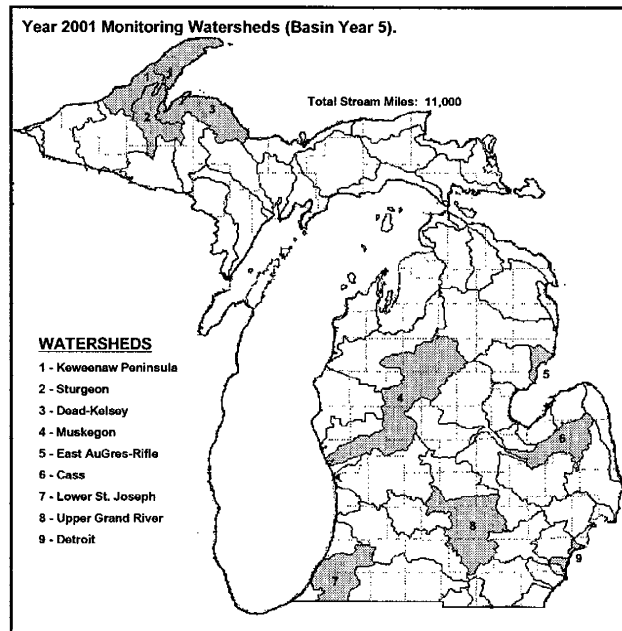 Year 2001 Monitoring Watersheds (Basin Year 5).
Total Stream Miles: 11,000
1
2
3
WATERSHEDS
1 - Keweenaw Peninsula
2 - Sturgeon
3 - Dead-Kelsey
4 - Muskegon
5 - East AuGres-Rifle
6 - Cass
7 - Lower St. Joseph
8 - Upper Grand River
9 - Detroit
4
5
6
7
8
9